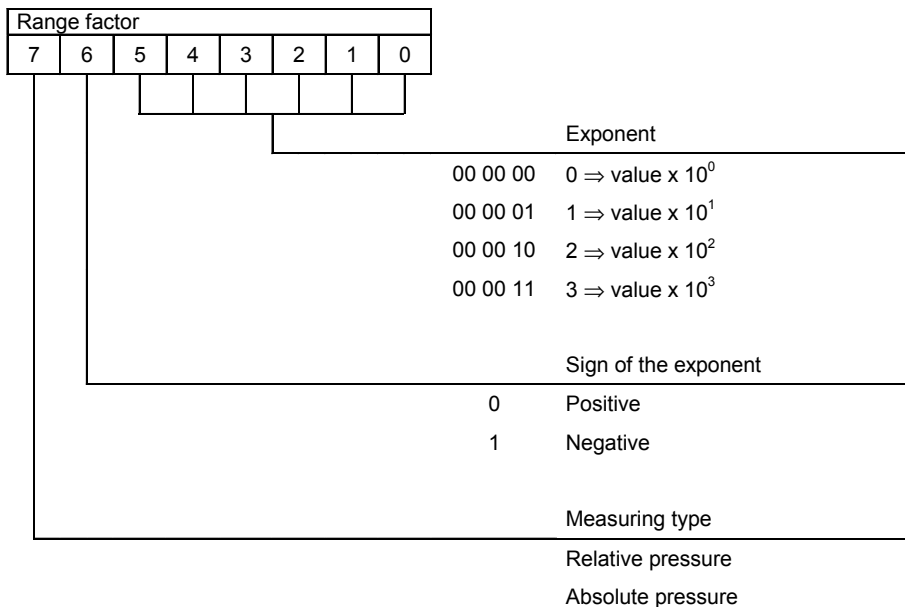 Range factor
7 6 5 4 3 2 1 0
Exponent
00 00 00 0 ⇒ value x 10⁰
00 00 01 1 ⇒ value x 10¹
00 00 10 2 ⇒ value x 10²
00 00 11 3 ⇒ value x 10³
Sign of the exponent
0 Positive
1 Negative
Measuring type
Relative pressure
Absolute pressure